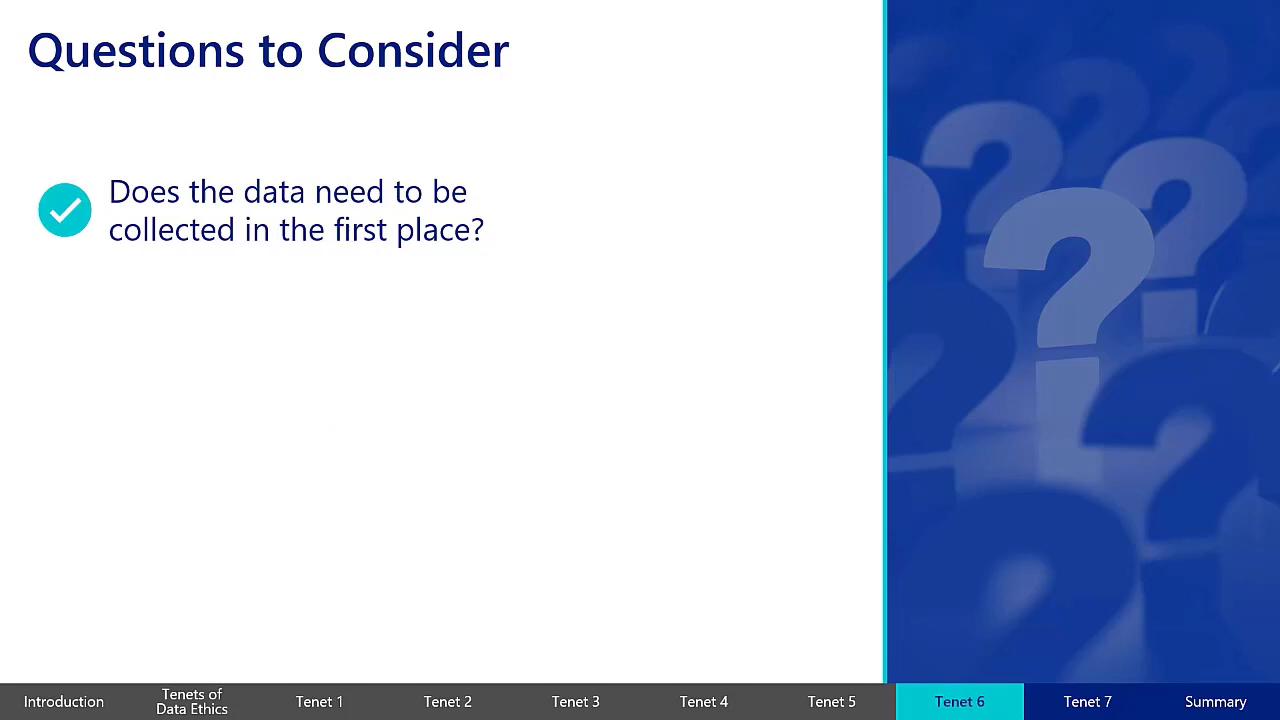 Questions to Consider
Does the data need to be
collected in the first place?
Introduction
Tenets of
Data Ethics
Tenet 1
Tenet 2
Tenet 3
Tenet 4
Tenet 5
Tenet 6
Tenet 7
Summary